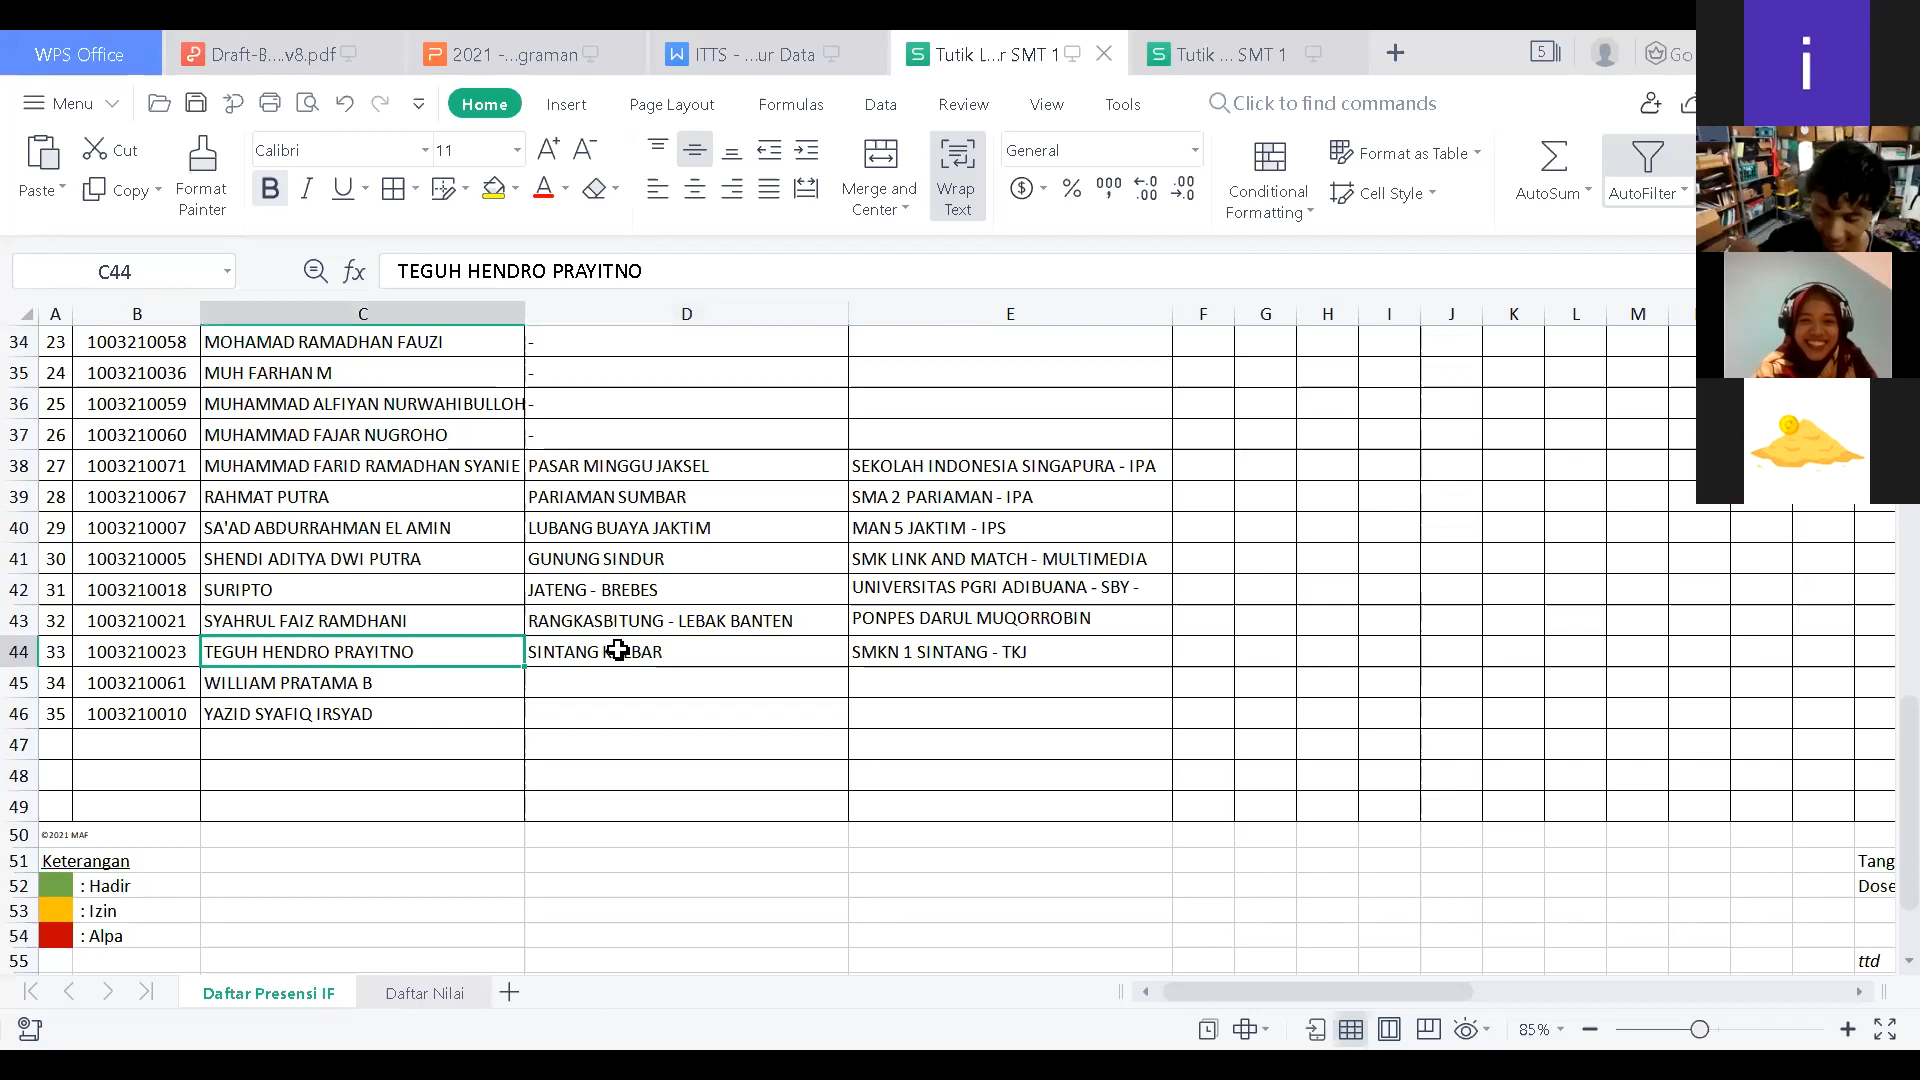 WPS Office Draft-B....v8.pdf 2021 -...graman ITTS - ...ur Data Tutik L...r SMT 1 Tutik ... SMT 1 5 Go
i
Menu Home Insert Page Layout Formulas Data Review View Tools Click to find commands
Paste Cut Copy Format Painter Calibri 11 Merge and Center Wrap Text General Conditional Formatting Format as Table Cell Style AutoSum AutoFilter
C44 fx TEGUH HENDRO PRAYITNO
A B C D E F G H I J K L M
34 23 1003210058 MOHAMAD RAMADHAN FAUZI -
35 24 1003210036 MUH FARHAN M -
36 25 1003210059 MUHAMMAD ALFIYAN NURWAHIBULLOH -
37 26 1003210060 MUHAMMAD FAJAR NUGROHO -
38 27 1003210071 MUHAMMAD FARID RAMADHAN SYANIE PASAR MINGGU JAKSEL SEKOLAH INDONESIA SINGAPURA - IPA
39 28 1003210067 RAHMAT PUTRA PARIAMAN SUMBAR SMA 2 PARIAMAN - IPA
40 29 1003210007 SA'AD ABDURRAHMAN EL AMIN LUBANG BUAYA JAKTIM MAN 5 JAKTIM - IPS
41 30 1003210005 SHENDI ADITYA DWI PUTRA GUNUNG SINDUR SMK LINK AND MATCH - MULTIMEDIA
42 31 1003210018 SURIPTO JATENG - BREBES UNIVERSITAS PGRI ADIBUANA - SBY -
43 32 1003210021 SYAHRUL FAIZ RAMDHANI RANGKASBITUNG - LEBAK BANTEN PONPES DARUL MUQORROBIN
44 33 1003210023 TEGUH HENDRO PRAYITNO SINTANG SMKN 1 SINTANG - TKJ
45 34 1003210061 WILLIAM PRATAMA B
46 35 1003210010 YAZID SYAFIQ IRSYAD
47
48
49
50 ©2021 MAF
51 Keterangan Tang
52 : Hadir Dose
53 : Izin
54 : Alpa
55 ttd
Daftar Presensi IF Daftar Nilai
85%